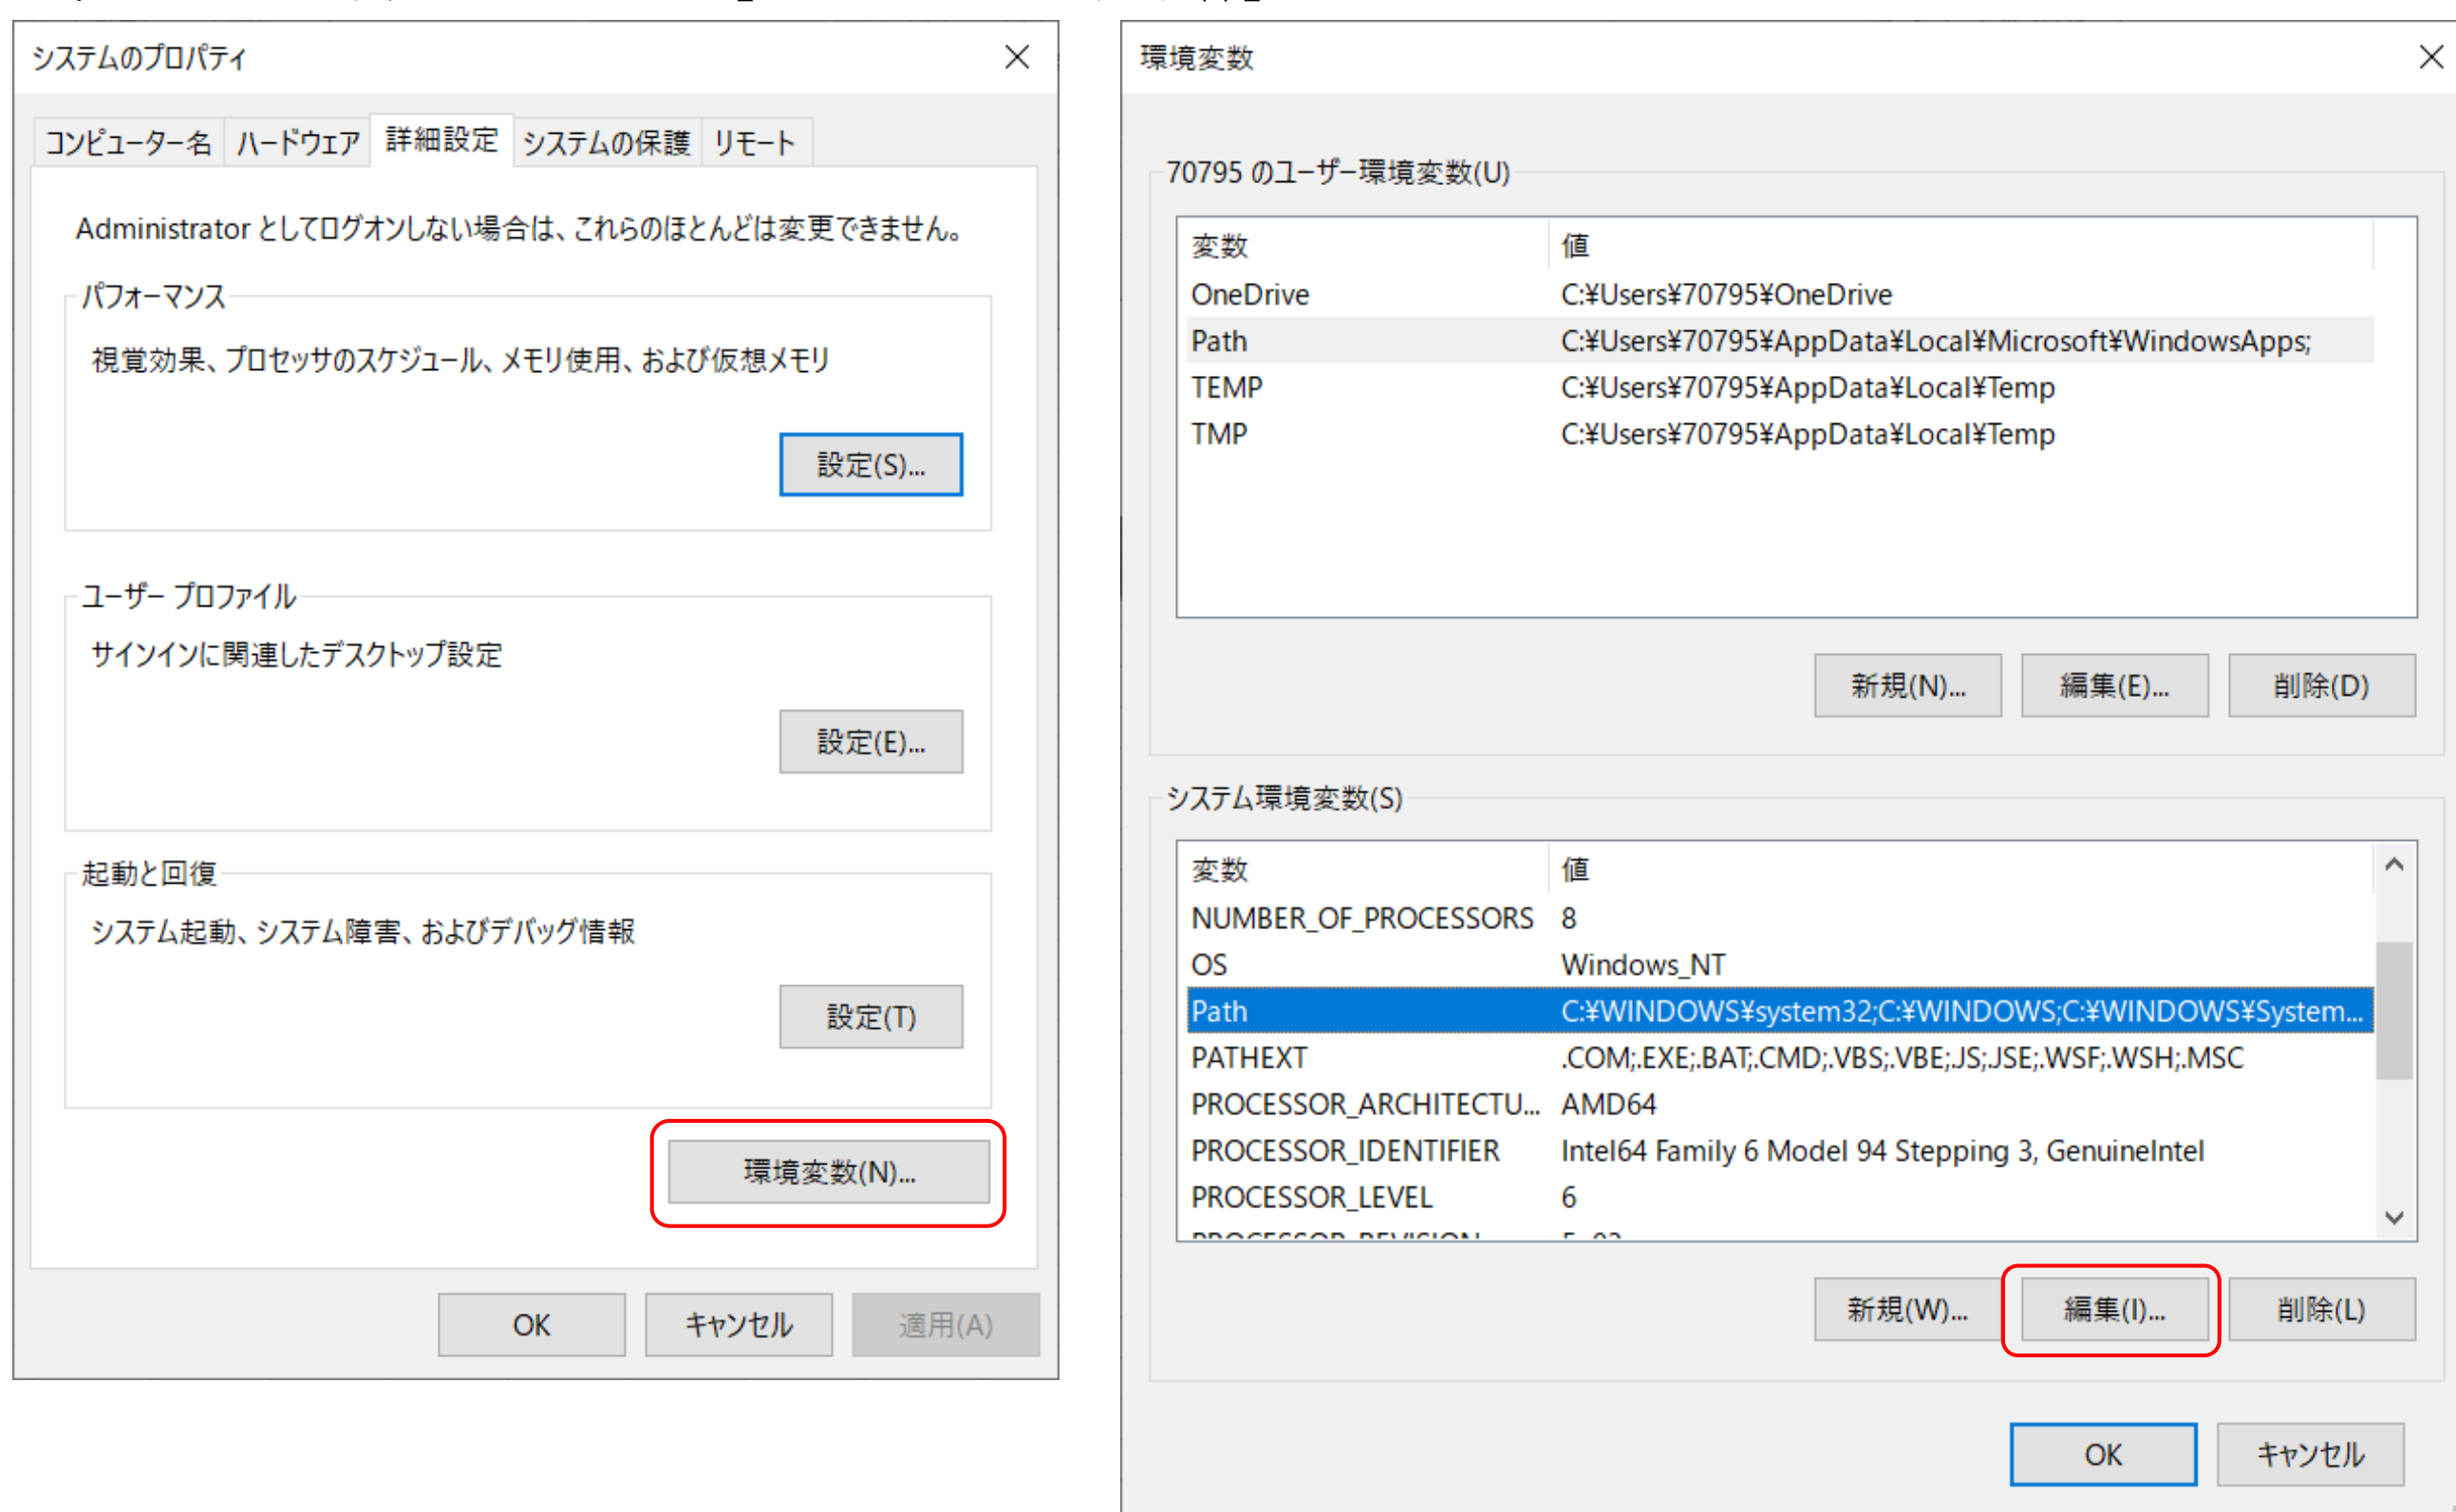 システムのプロパティ
コンピューター名 ハードウェア 詳細設定 システムの保護 リモート
Administrator としてログオンしない場合は、これらのほとんどは変更できません。
パフォーマンス
視覚効果、プロセッサのスケジュール、メモリ使用、および仮想メモリ
設定(S)...
ユーザー プロファイル
サインインに関連したデスクトップ設定
設定(E)...
起動と回復
システム起動、システム障害、およびデバッグ情報
設定(T)
環境変数(N)...
OK キャンセル 適用(A)
環境変数
70795 のユーザー環境変数(U)
変数 値
OneDrive C:¥Users¥70795¥OneDrive
Path C:¥Users¥70795¥AppData¥Local¥Microsoft¥WindowsApps;
TEMP C:¥Users¥70795¥AppData¥Local¥Temp
TMP C:¥Users¥70795¥AppData¥Local¥Temp
新規(N)... 編集(E)... 削除(D)
システム環境変数(S)
変数 値
NUMBER_OF_PROCESSORS 8
OS Windows_NT
Path C:¥WINDOWS¥system32;C:¥WINDOWS;C:¥WINDOWS¥System...
PATHEXT .COM;.EXE;.BAT;.CMD;.VBS;.VBE;.JS;.JSE;.WSF;.WSH;.MSC
PROCESSOR_ARCHITECTU... AMD64
PROCESSOR_IDENTIFIER Intel64 Family 6 Model 94 Stepping 3, GenuineIntel
PROCESSOR_LEVEL 6
PROCESSOR_REVISION
新規(W)... 編集(I)... 削除(L)
OK キャンセル